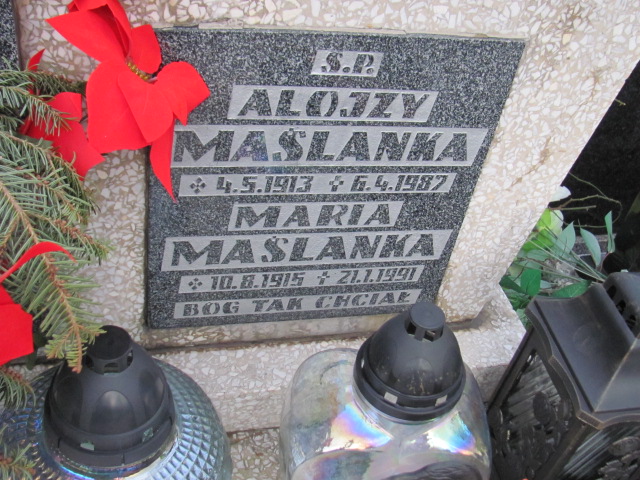 Ś.P.
ALOJZY
MAŚLANKA
4.5.1913 + 6.4.1987
MARIA
MAŚLANKA
10.8.1915 + 21.1.1991
BÓG TAK CHCIAŁ